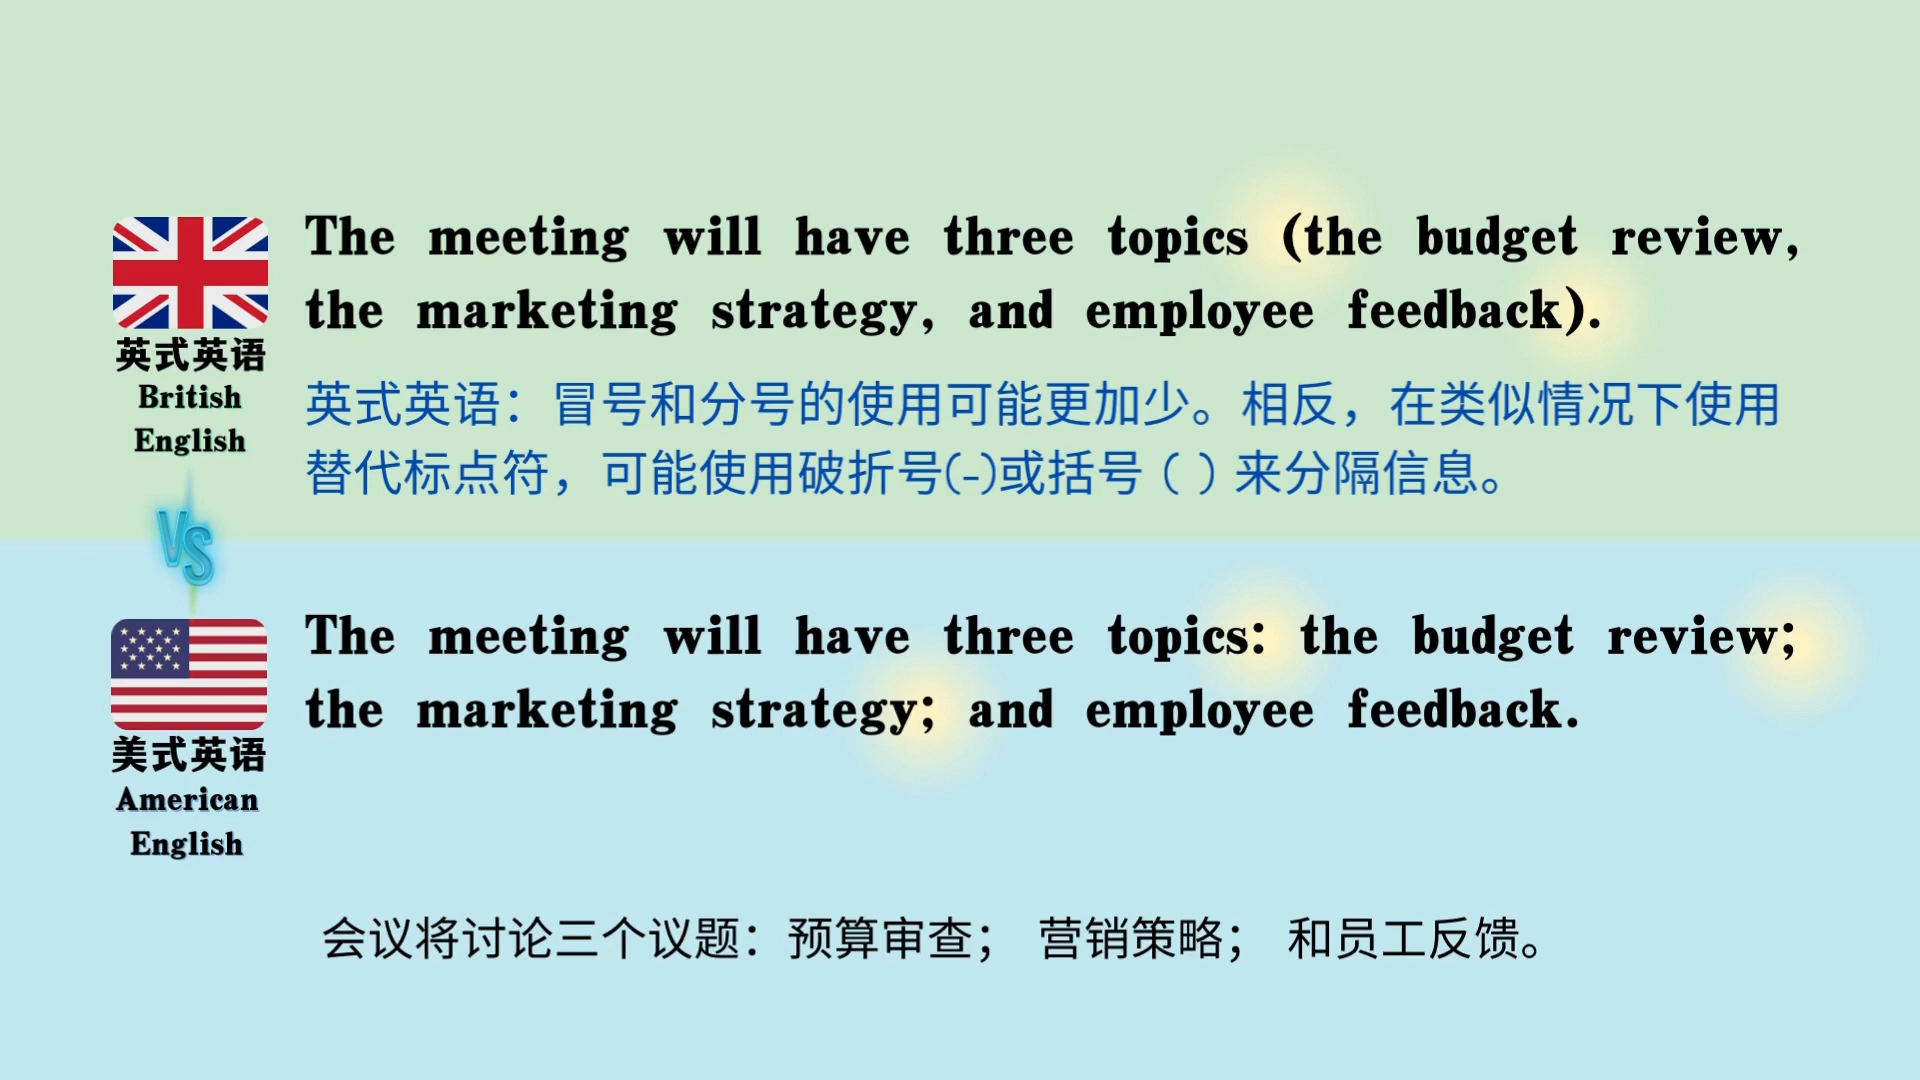 The meeting will have three topics (the budget review,
the marketing strategy, and employee feedback).
英式英语
British
English
英式英语：冒号和分号的使用可能更加少。相反，在类似情况下使用
替代标点符，可能使用破折号(-)或括号（ ）来分隔信息。
VS
The meeting will have three topics: the budget review;
the marketing strategy; and employee feedback.
美式英语
American
English
会议将讨论三个议题：预算审查； 营销策略； 和员工反馈。